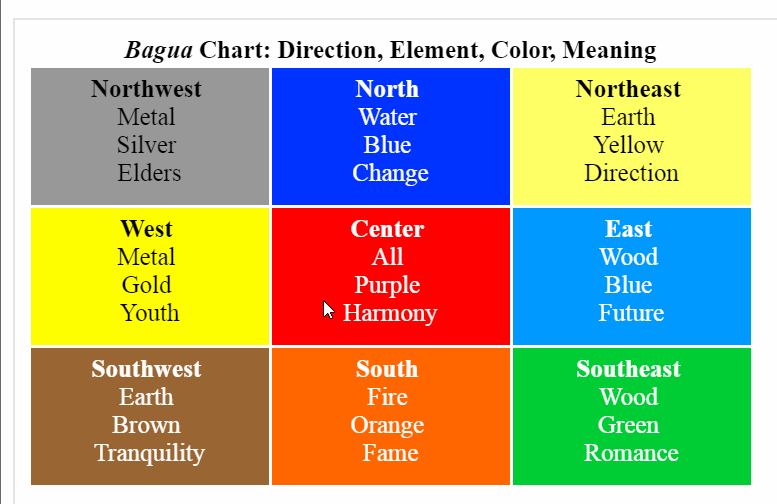 Bagua Chart: Direction, Element, Color, Meaning
Northwest
Metal
Silver
Elders
North
Water
Blue
Change
Northeast
Earth
Yellow
Direction
West
Metal
Gold
Youth
Center
All
Purple
Harmony
East
Wood
Blue
Future
Southwest
Earth
Brown
Tranquility
South
Fire
Orange
Fame
Southeast
Wood
Green
Romance